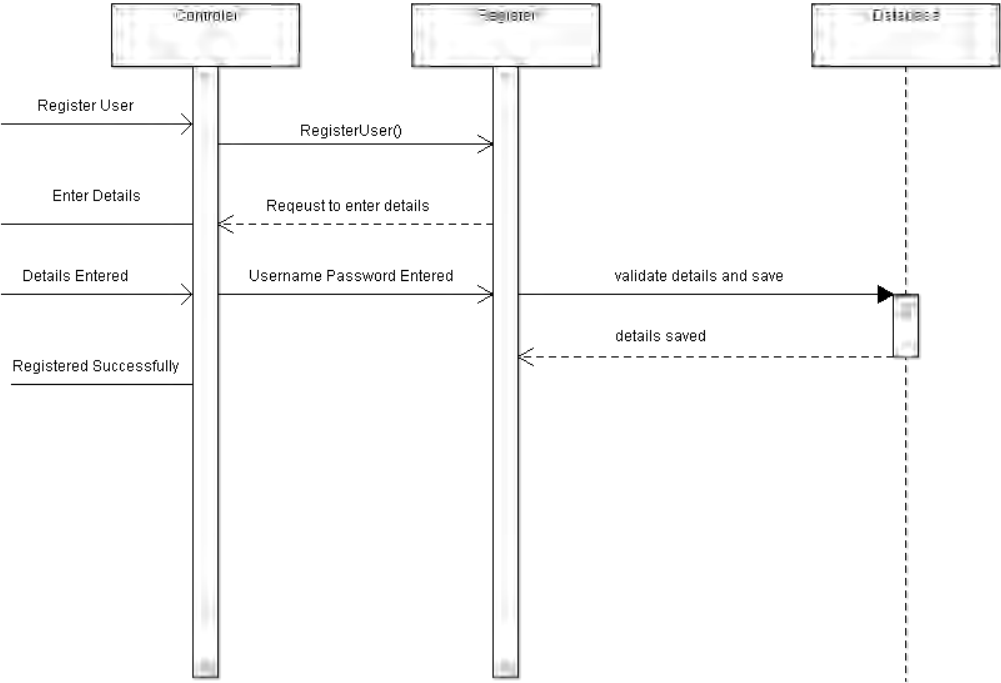 Controler
Register
Database
Register User
RegisterUser()
Enter Details
Reqeust to enter details
Details Entered
Username Password Entered
validate details and save
details saved
Registered Successfully